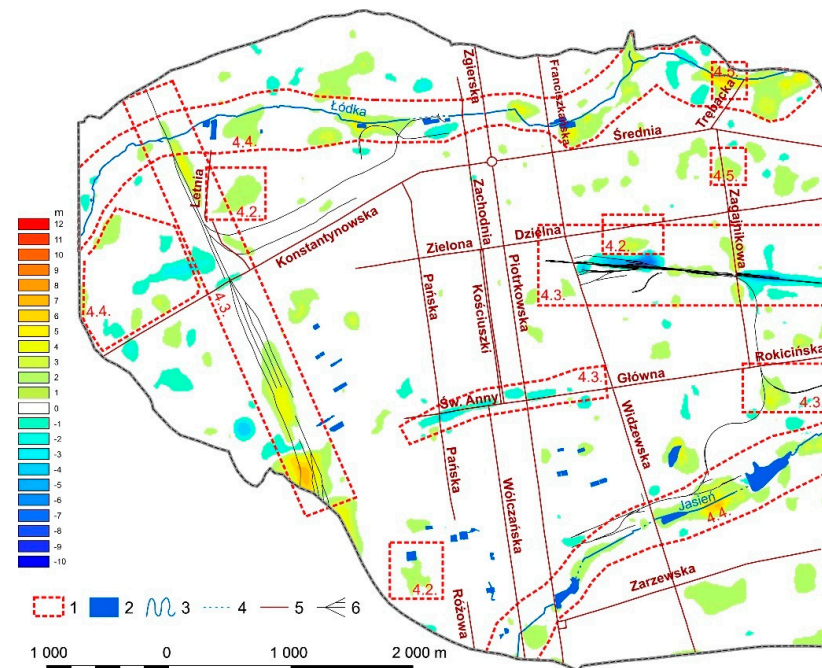 Zgierska
Franciszkańska
4.5.
Trębacka
Łódka
4.4.
Średnia
Letnia
4.2.
4.5.
Zachodnia
Zagajnikowa
Konstantynowska
Zielona
Dzielna
4.2.
4.3.
4.4.
4.3
Pańska
Kościuszki
Piotrkowska
m
12
11
10
9
8
7
6
5
4
3
2
1
0
-1
-2
-3
-4
-5
-6
-7
-8
-9
-10
Rokicińska
4.3.
Główna
Św. Anny
4.3
Widzewska
Pańska
Wólczańska
Jasień
4.4.
Zarzewska
4.2.
Różowa
1 2 3 4 5 6
1 000 0 1 000 2 000 m